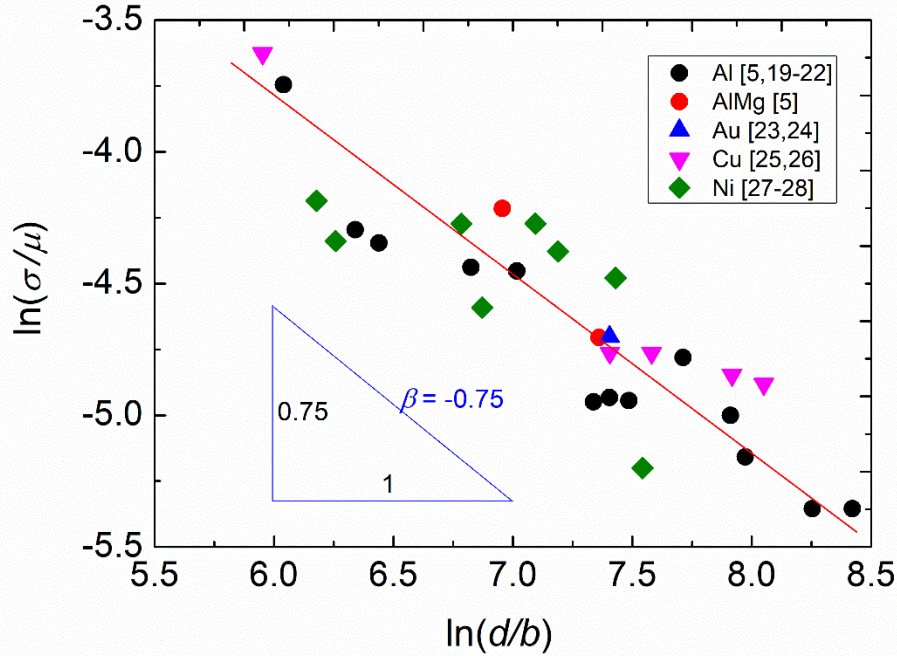 -3.5
-4.0
-4.5
-5.0
-5.5
ln(σ/μ)
Al [5,19-22]
AlMg [5]
Au [23,24]
Cu [25,26]
Ni [27-28]
β = -0.75
0.75
1
5.5 6.0 6.5 7.0 7.5 8.0 8.5
ln(d/b)